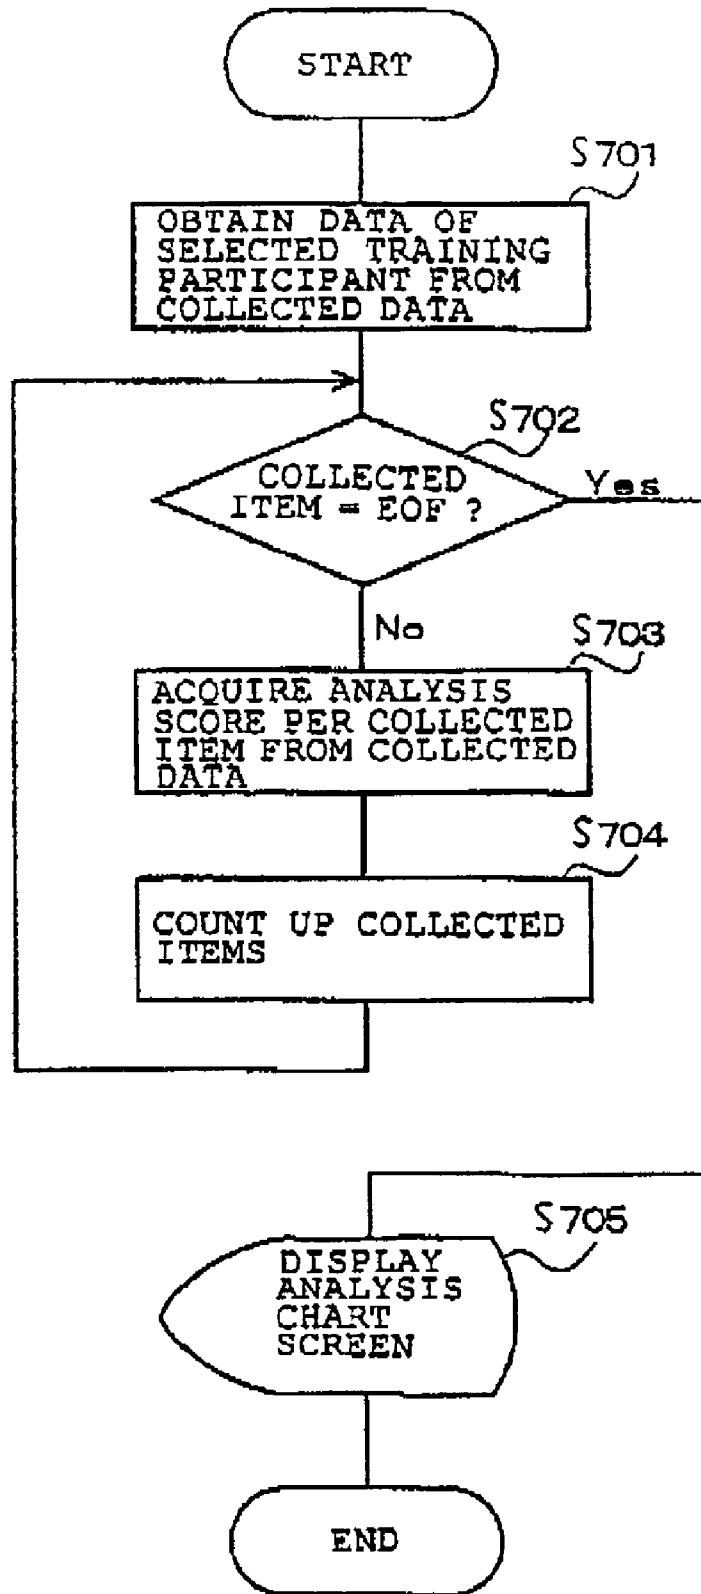 START
S701
OBTAIN DATA OF
SELECTED TRAINING
PARTICIPANT FROM
COLLECTED DATA
S702
COLLECTED
ITEM = EOF ?
Yes
No
S703
ACQUIRE ANALYSIS
SCORE PER COLLECTED
ITEM FROM COLLECTED
DATA
S704
COUNT UP COLLECTED
ITEMS
S705
DISPLAY
ANALYSIS
CHART
SCREEN
END